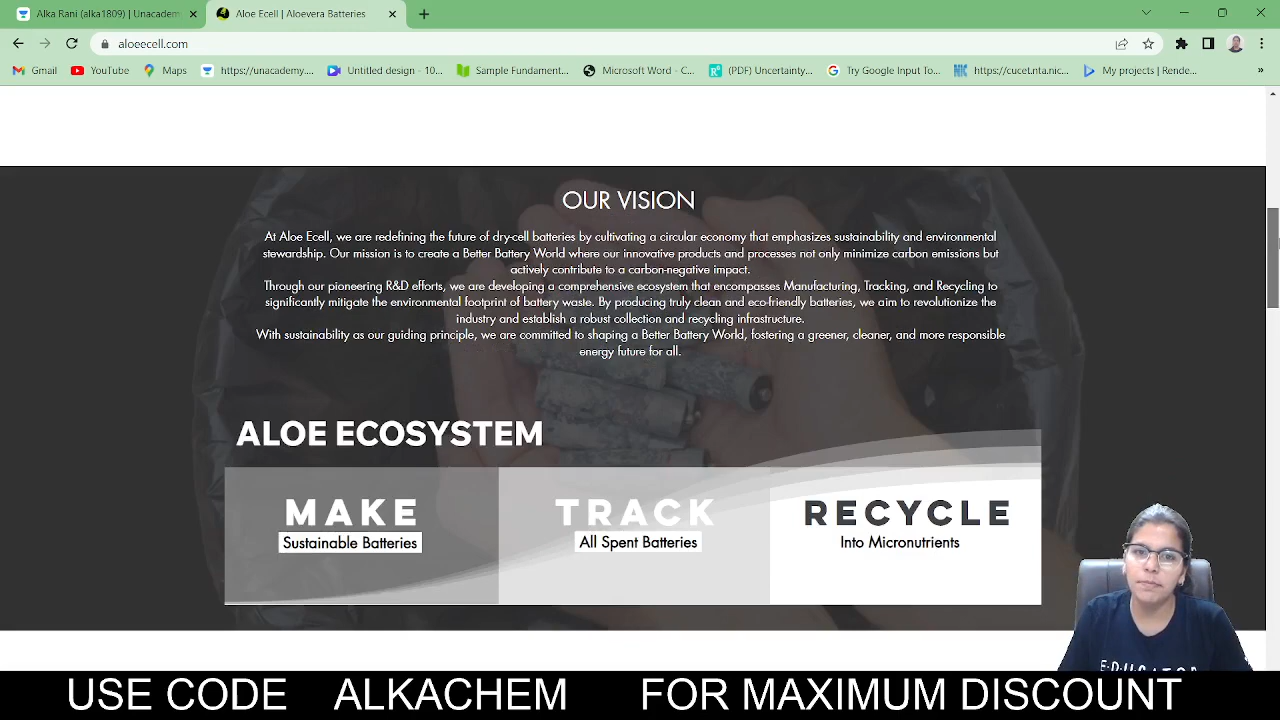 Alka Rani (alka1809) | Unacadem
Aloe Ecell | Aloevera Batteries
aloeecell.com
Gmail
YouTube
Maps
https://unacademy....
Untitled design - 10...
Sample Fundament...
Microsoft Word - C...
(PDF) Uncertainty...
Try Google Input To...
https://cucet.nta.nic...
My projects | Rende...
»
OUR VISION
At Aloe Ecell, we are redefining the future of dry-cell batteries by cultivating a circular economy that emphasizes sustainability and environmental
stewardship. Our mission is to create a Better Battery World where our innovative products and processes not only minimize carbon emissions but
actively contribute to a carbon-negative impact.
Through our pioneering R&D efforts, we are developing a comprehensive ecosystem that encompasses Manufacturing, Tracking, and Recycling to
significantly mitigate the environmental footprint of battery waste. By producing truly clean and eco-friendly batteries, we aim to revolutionize the
industry and establish a robust collection and recycling infrastructure.
With sustainability as our guiding principle, we are committed to shaping a Better Battery World, fostering a greener, cleaner, and more responsible
energy future for all.
ALOE ECOSYSTEM
MAKE
Sustainable Batteries
TRACK
All Spent Batteries
RECYCLE
Into Micronutrients
E·D·U·C·A·T·O·R
USE CODE ALKACHEM FOR MAXIMUM DISCOUNT